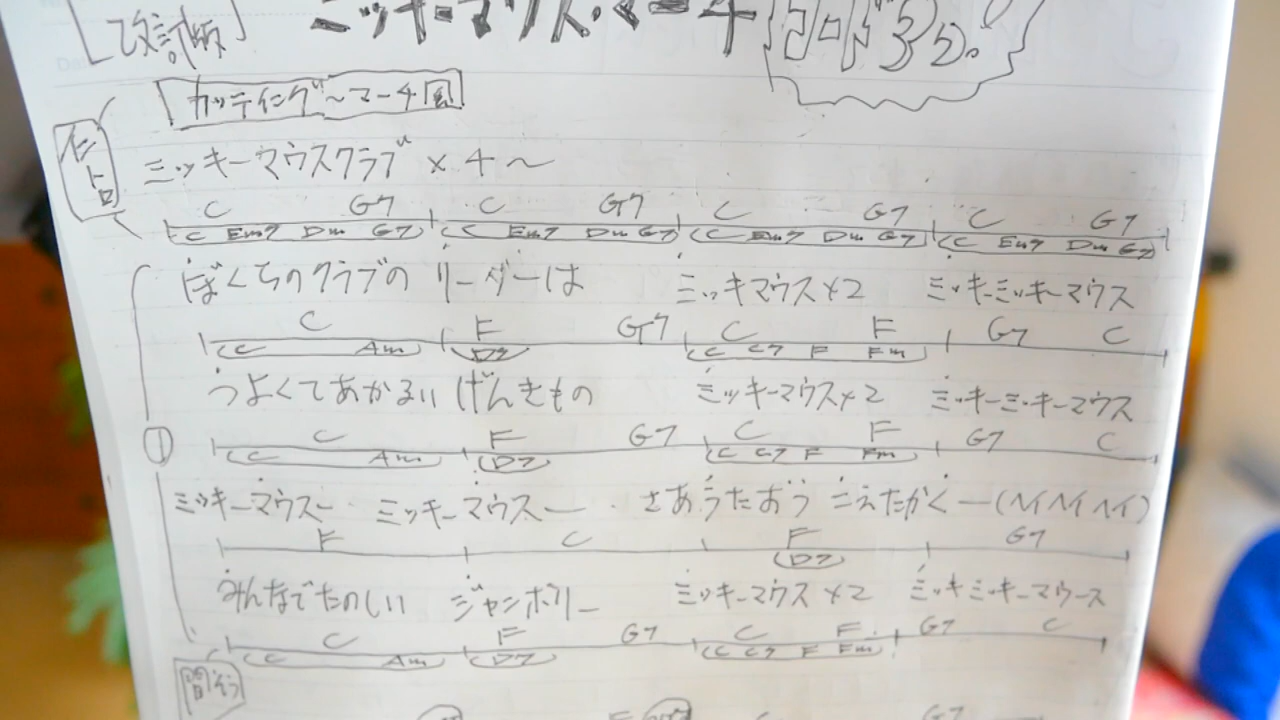 [改訂版] ミッキーマウス・マーチ コードうつ。!
カッティング〜マーチ風
イントロ
ミッキーマウスクラブ × 4 〜
C G7 C G7 C G7 C G7
(C Em7 Dm G7) (C Em7 Dm G7) (C Em7 Dm G7) (C Em7 Dm G7)
ぼくらのクラブの リーダーは ミッキマウス×2 ミッキーミッキーマウス
C F G7 C F G7 C
(C Am) (D7) (C C7 F Fm)
つよくてあかるい げんきもの ミッキーマウス×2 ミッキーミッキーマウス
① C F G7 C F G7 C
(C Am) (D7) (C C7 F Fm)
ミッキーマウスー ミッキーマウスー さあうたおう こえたかくー(ヘイヘイヘイ)
F C F G7
(D7)
みんなでたのしい ジャンボリー ミッキーマウス×2 ミッキミッキーマウース
C F G7 C F G7 C
(C Am) (D7) (C C7 F Fm)
間奏